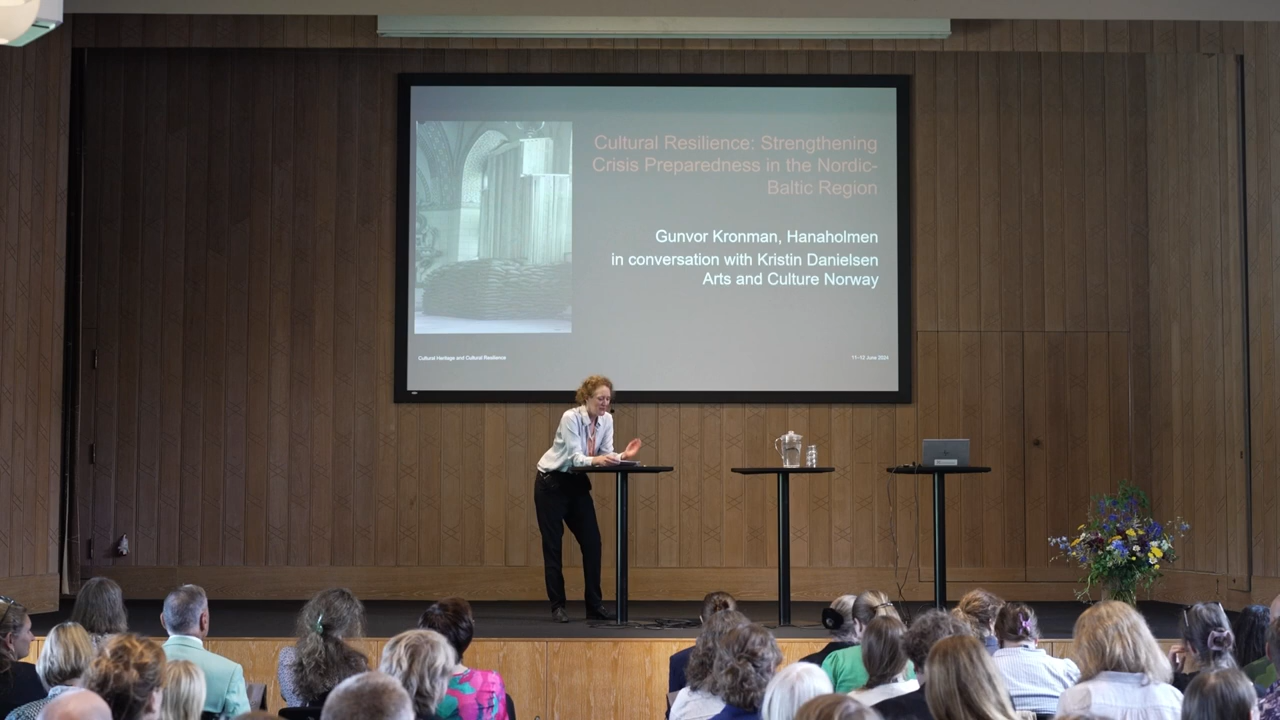 Cultural Resilience: Strengthening
Crisis Preparedness in the Nordic-
Baltic Region
Gunvor Kronman, Hanaholmen
in conversation with Kristin Danielsen
Arts and Culture Norway
Cultural Heritage and Cultural Resilience
11–12 June 2024